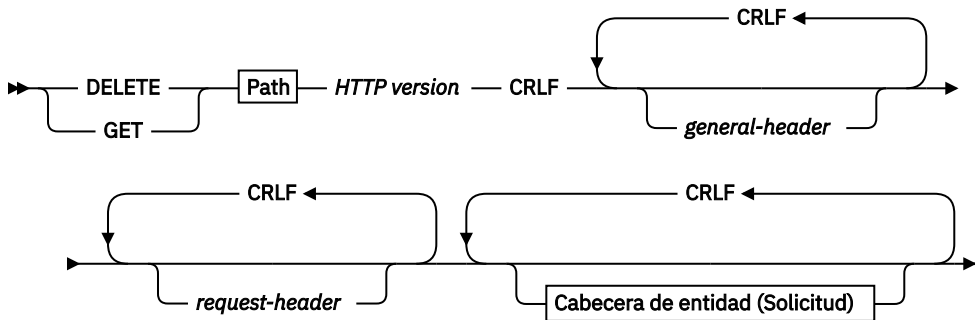 CRLF
DELETE Path HTTP version CRLF
GET general-header
CRLF CRLF
request-header Cabecera de entidad (Solicitud)